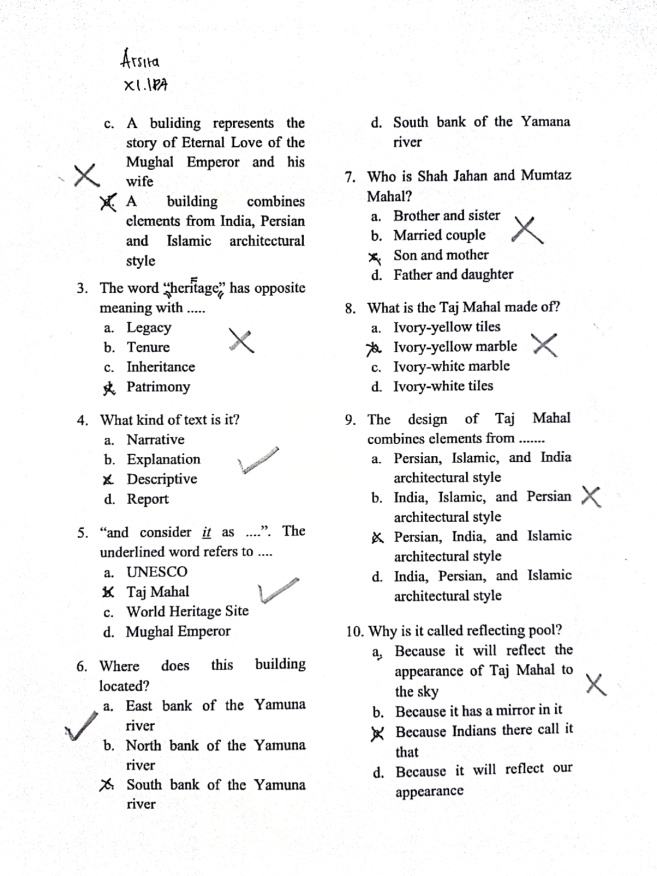 Arsita
XI.IPA
c. A buliding represents the
story of Eternal Love of the
Mughal Emperor and his
wife
d. A building combines
elements from India, Persian
and Islamic architectural
style
3. The word “heritage” has opposite
meaning with .....
a. Legacy
b. Tenure
c. Inheritance
d. Patrimony
4. What kind of text is it?
a. Narrative
b. Explanation
c. Descriptive
d. Report
5. “and consider it as ....”. The
underlined word refers to ....
a. UNESCO
b. Taj Mahal
c. World Heritage Site
d. Mughal Emperor
6. Where does this building
located?
a. East bank of the Yamuna
river
b. North bank of the Yamuna
river
c. South bank of the Yamuna
river
d. South bank of the Yamana
river
7. Who is Shah Jahan and Mumtaz
Mahal?
a. Brother and sister
b. Married couple
c. Son and mother
d. Father and daughter
8. What is the Taj Mahal made of?
a. Ivory-yellow tiles
b. Ivory-yellow marble
c. Ivory-white marble
d. Ivory-white tiles
9. The design of Taj Mahal
combines elements from .......
a. Persian, Islamic, and India
architectural style
b. India, Islamic, and Persian
architectural style
c. Persian, India, and Islamic
architectural style
d. India, Persian, and Islamic
architectural style
10. Why is it called reflecting pool?
a. Because it will reflect the
appearance of Taj Mahal to
the sky
b. Because it has a mirror in it
c. Because Indians there call it
that
d. Because it will reflect our
appearance